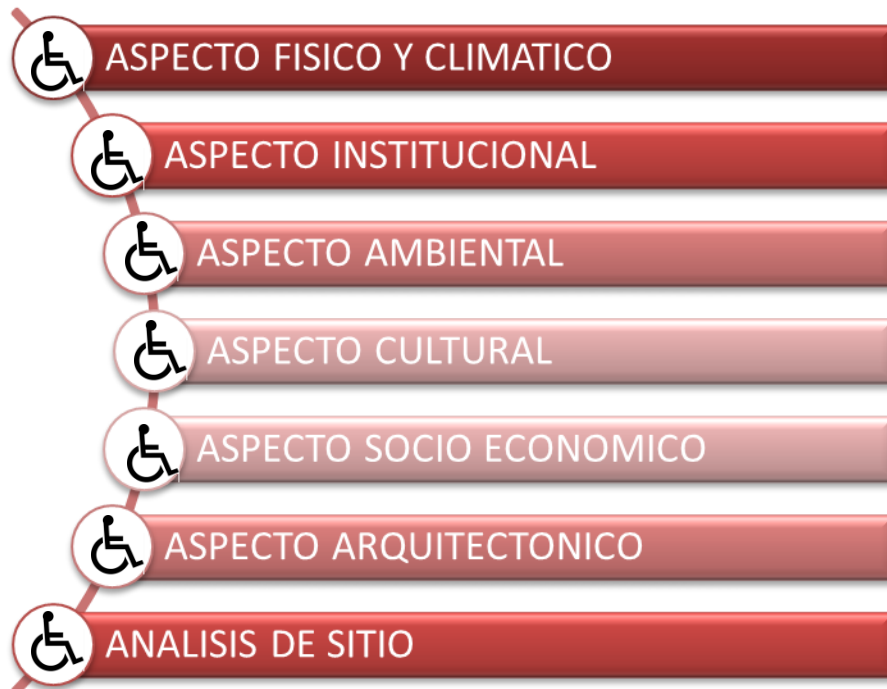 ASPECTO FISICO Y CLIMATICO
ASPECTO INSTITUCIONAL
ASPECTO AMBIENTAL
ASPECTO CULTURAL
ASPECTO SOCIO ECONOMICO
ASPECTO ARQUITECTONICO
ANALISIS DE SITIO